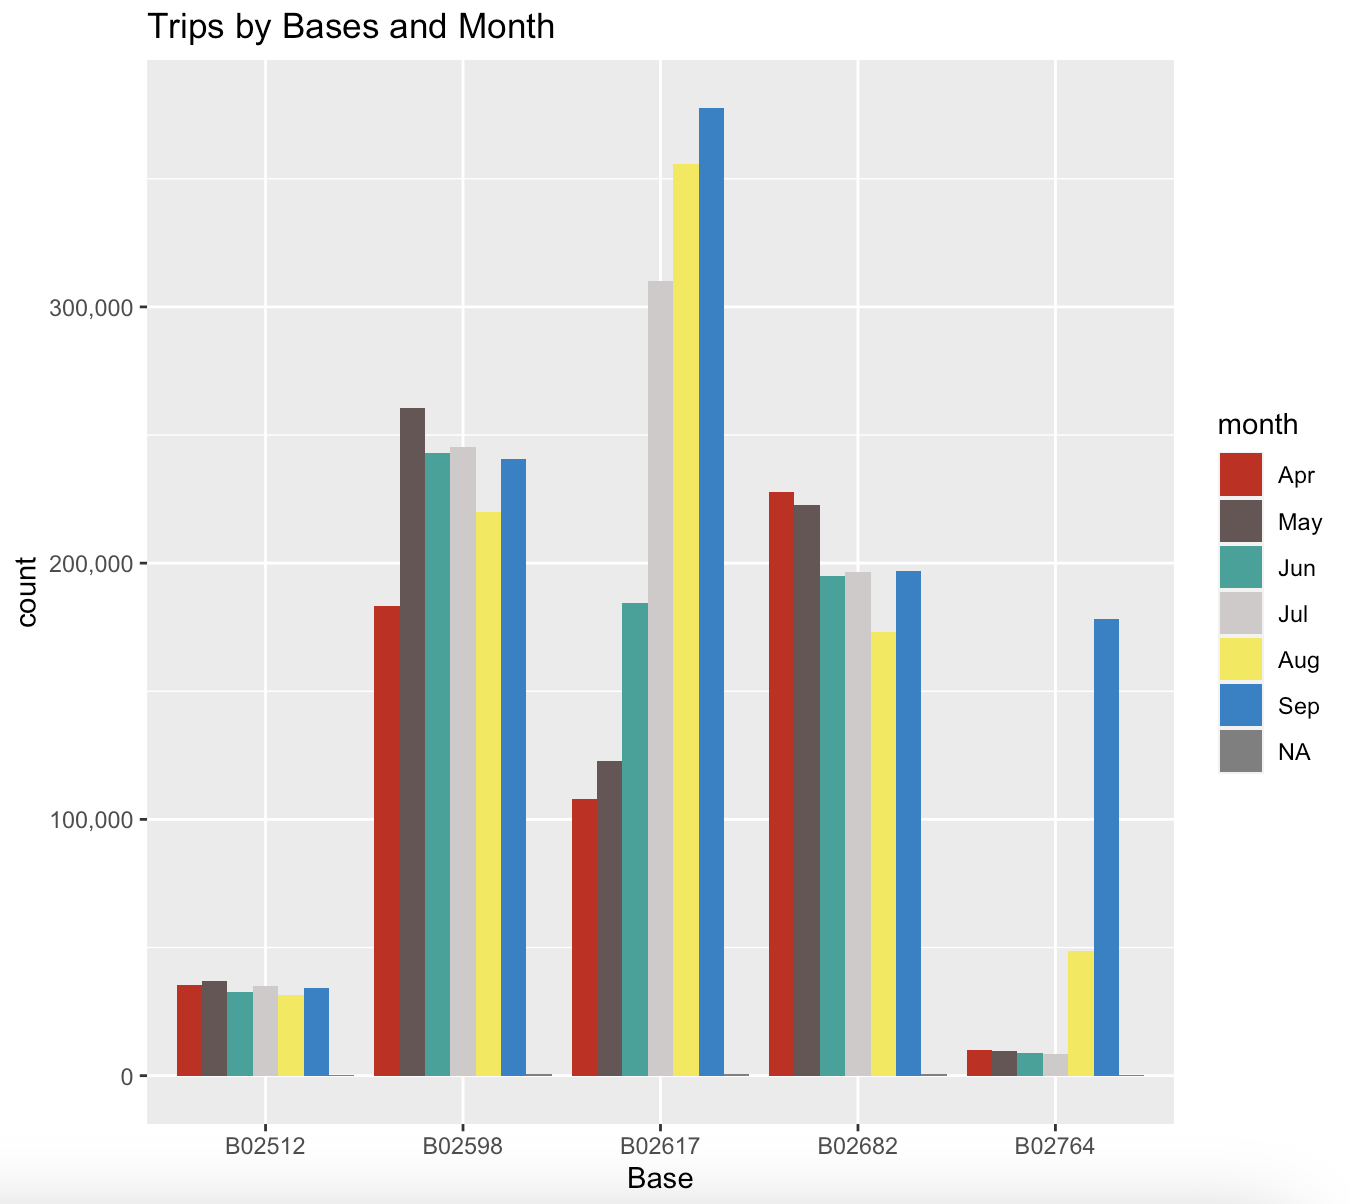 Trips by Bases and Month
300,000
200,000
100,000
0
count
B02512 B02598 B02617 B02682 B02764
Base
month
Apr
May
Jun
Jul
Aug
Sep
NA